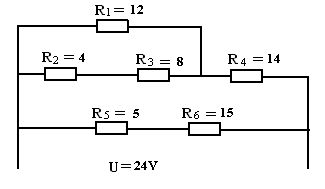 R₁= 12
R₂= 4 R₃= 8 R₄= 14
R₅= 5 R₆= 15
U=24V